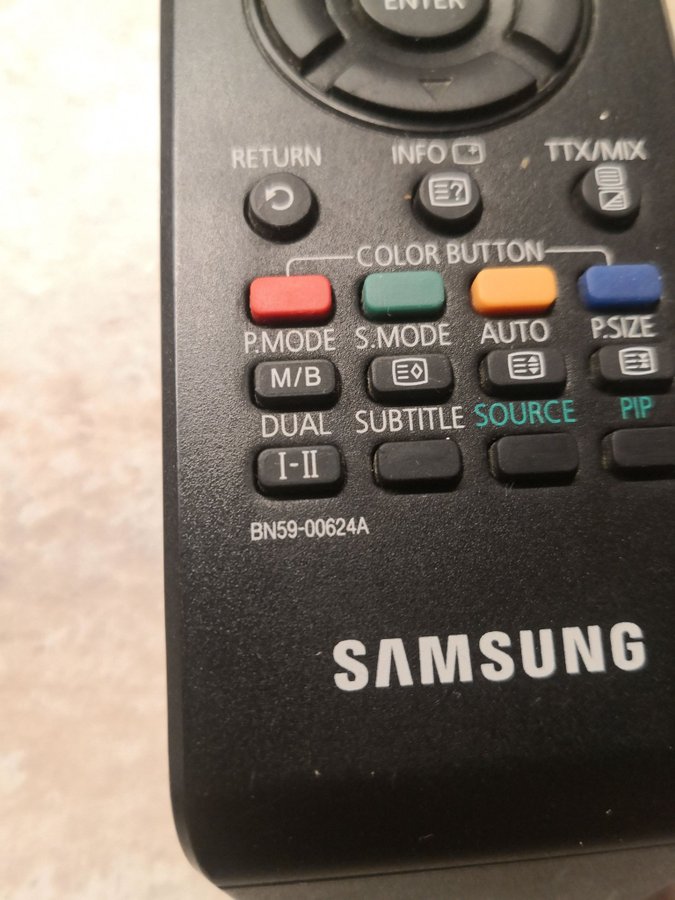 ENTER
RETURN INFO TTX/MIX
COLOR BUTTON
P.MODE S.MODE AUTO P.SIZE
M/B
DUAL SUBTITLE SOURCE PIP
I-II
BN59-00624A
SAMSUNG